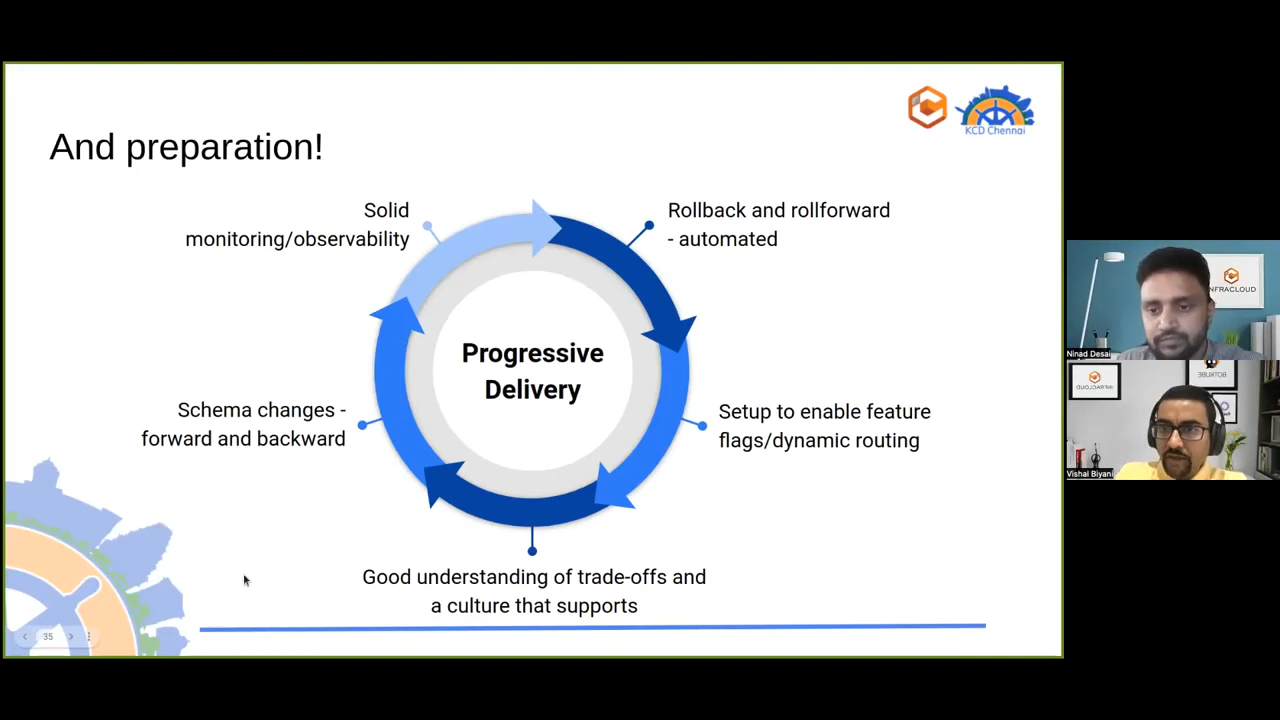 And preparation!
KCD Chennai
Solid
monitoring/observability
Rollback and rollforward
- automated
Progressive
Delivery
Schema changes -
forward and backward
Setup to enable feature
flags/dynamic routing
Good understanding of trade-offs and
a culture that supports
35
NFRACLOUD
Ninad Desai
Vishal Biyani